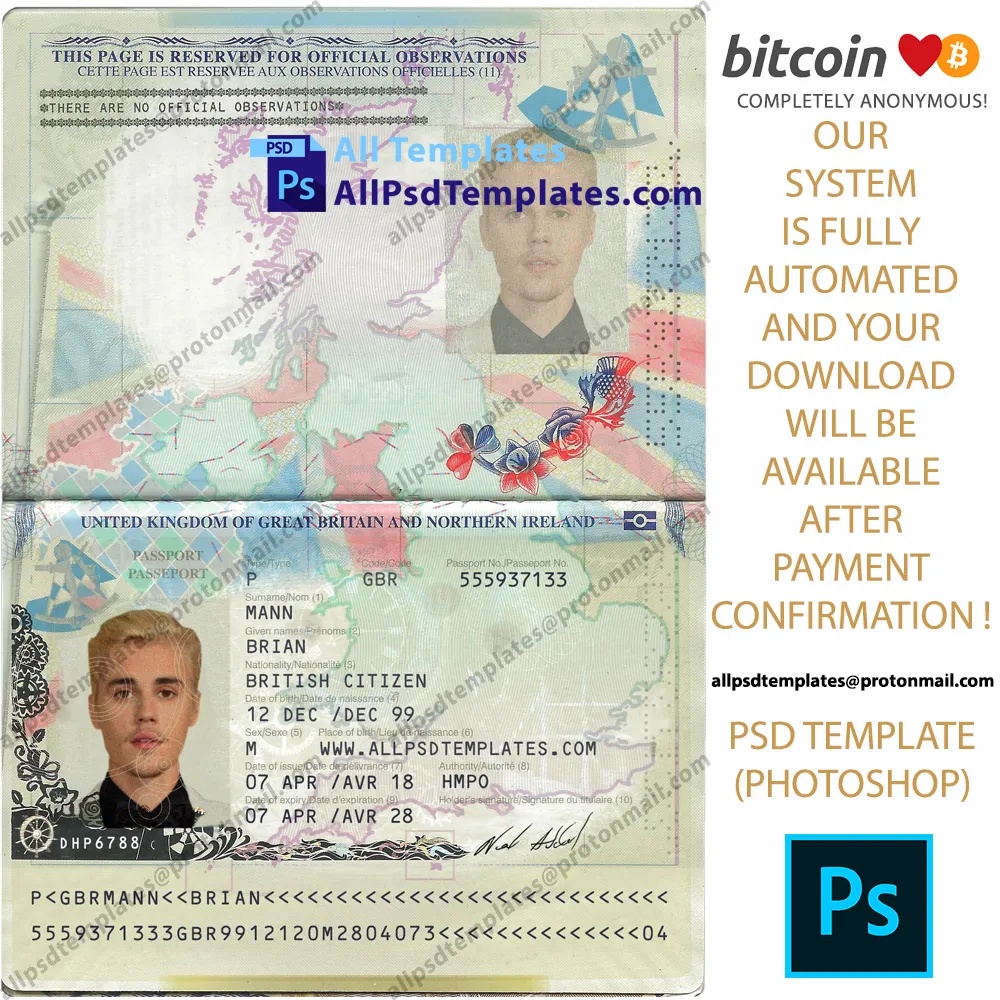 THIS PAGE IS RESERVED FOR OFFICIAL OBSERVATIONS
CETTE PAGE EST RESERVEE AUX OBSERVATIONS OFFICIELLES (11)
*THERE ARE NO OFFICIAL OBSERVATIONS*
PSD
Ps
All Templates
AllPsdTemplates.com
UNITED KINGDOM OF GREAT BRITAIN AND NORTHERN IRELAND
PASSPORT
PASSEPORT
Type/Type Code/Code Passport No./Passeport No.
P GBR 555937133
Surname/Nom (1)
MANN
Given names/Prénoms (2)
BRIAN
Nationality/Nationalité (3)
BRITISH CITIZEN
Date of birth/Date de naissance (4)
12 DEC /DEC 99
Sex/Sexe (5) Place of birth/Lieu de naissance (6)
M WWW.ALLPSDTEMPLATES.COM
Date of issue/Date de délivrance (7) Authority/Autorité (8)
07 APR /AVR 18 HMPO
Date of expiry/Date d'expiration (9) Holder's signature/Signature du titulaire (10)
07 APR /AVR 28
DHP6788
P<GBRMANN<<BRIAN<<<<<<<<<<<<<<<<<<<<<<<<<<<<
5559371333GBR9912120M2804073<<<<<<<<<<<<<<04
allpsdtemplates@protonmail.com
bitcoin
COMPLETELY ANONYMOUS!
OUR
SYSTEM
IS FULLY
AUTOMATED
AND YOUR
DOWNLOAD
WILL BE
AVAILABLE
AFTER
PAYMENT
CONFIRMATION !
allpsdtemplates@protonmail.com
PSD TEMPLATE
(PHOTOSHOP)
Ps